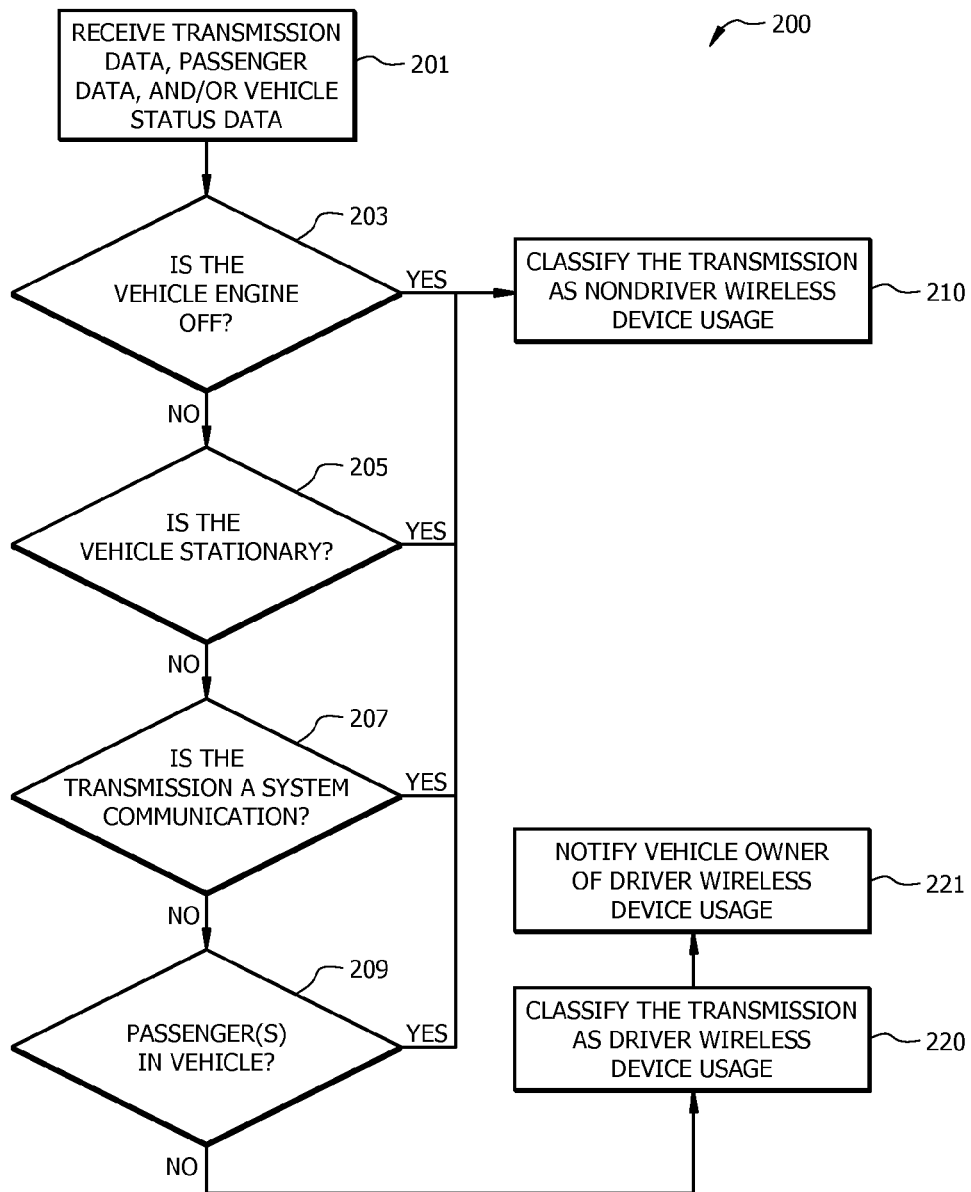 200
RECEIVE TRANSMISSION
DATA, PASSENGER
DATA, AND/OR VEHICLE
STATUS DATA
201
203
IS THE
VEHICLE ENGINE
OFF?
YES
NO
CLASSIFY THE TRANSMISSION
AS NONDRIVER WIRELESS
DEVICE USAGE
210
205
IS THE
VEHICLE STATIONARY?
YES
NO
207
IS THE
TRANSMISSION A SYSTEM
COMMUNICATION?
YES
NO
209
PASSENGER(S)
IN VEHICLE?
YES
NO
NOTIFY VEHICLE OWNER
OF DRIVER WIRELESS
DEVICE USAGE
221
CLASSIFY THE TRANSMISSION
AS DRIVER WIRELESS
DEVICE USAGE
220